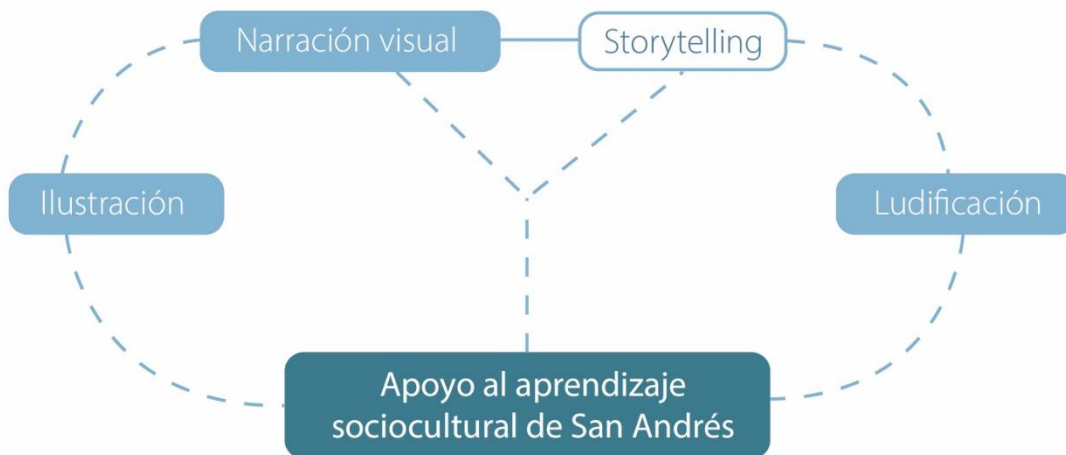 Narración visual
Storytelling
Ilustración
Ludificación
Apoyo al aprendizaje
sociocultural de San Andrés